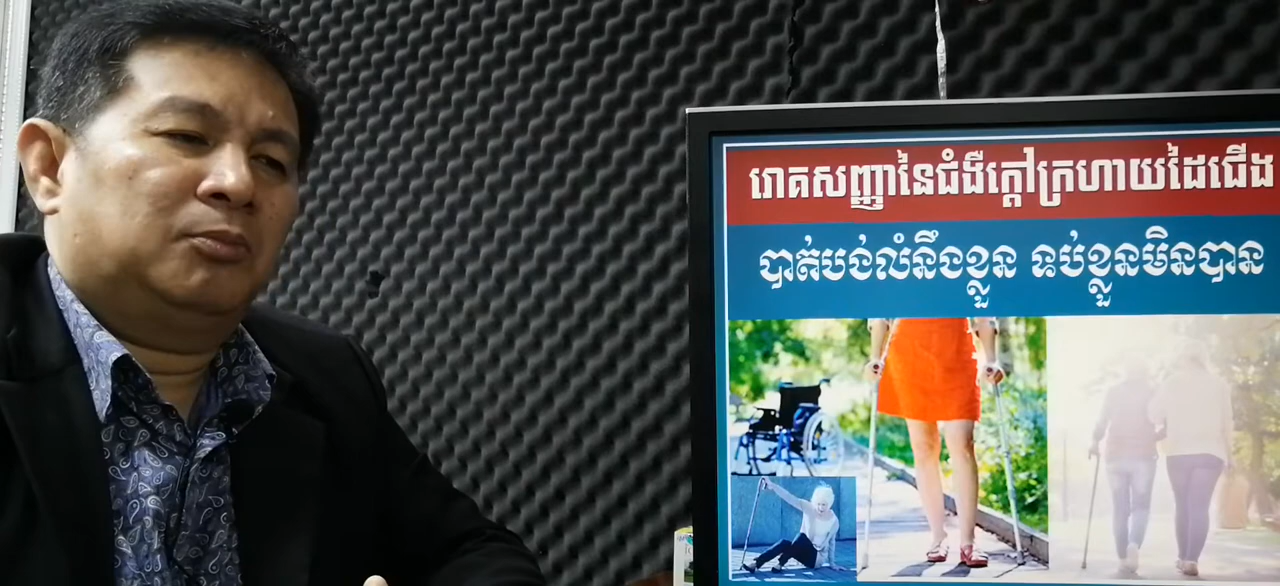 រោគសញ្ញានៃជំងឺក្តៅក្រហាយដៃជើង
បាត់បង់លំនឹងខ្លួន ទប់ខ្លួនមិនបាន